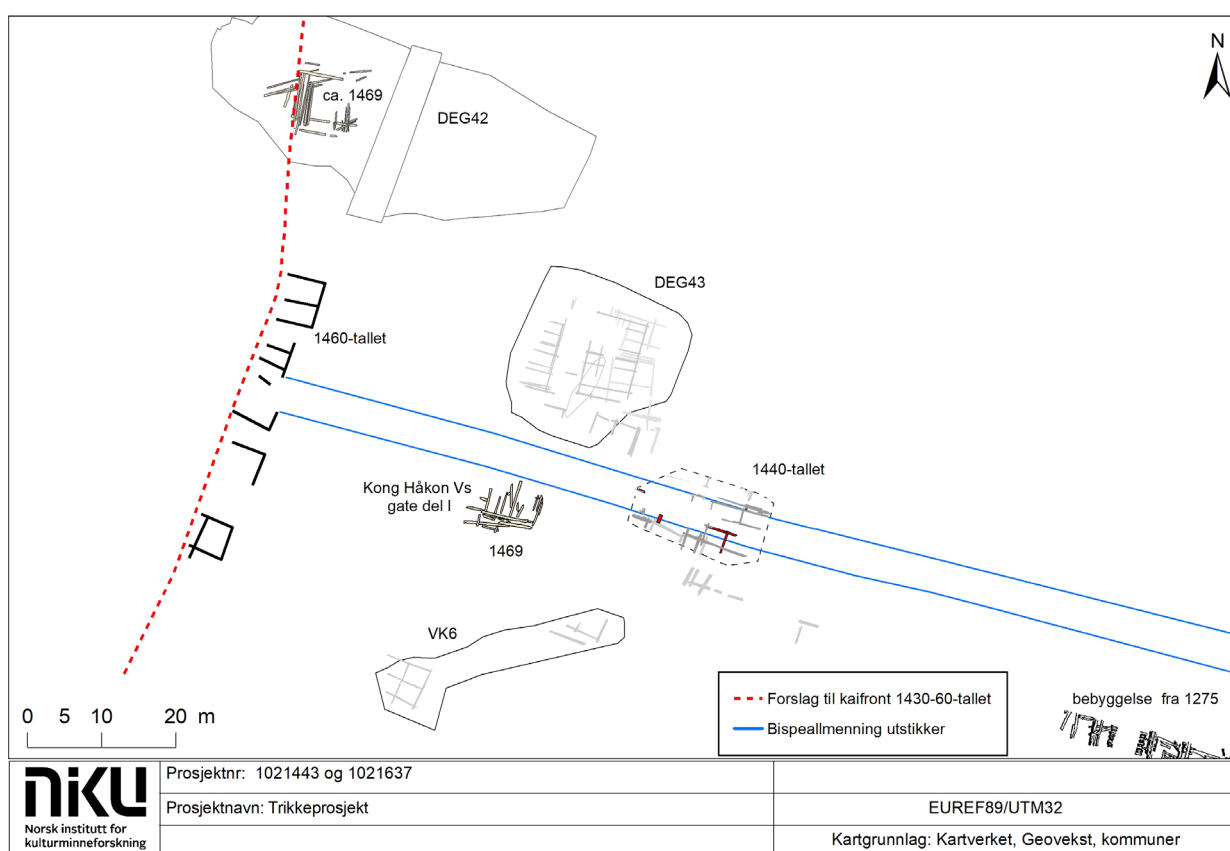 N
ca. 1469
DEG42
DEG43
1460-tallet
1440-tallet
Kong Håkon Vs
gate del I
1469
VK6
Forslag til kaifront 1430-60-tallet
Bispeallmenning utstikker
bebyggelse fra 1275
0 5 10 20 m
NIKU
Norsk institutt for
kulturminneforskning
Prosjektnr: 1021443 og 1021637
Prosjektnavn: Trikkeprosjekt
EUREF89/UTM32
Kartgrunnlag: Kartverket, Geovekst, kommuner